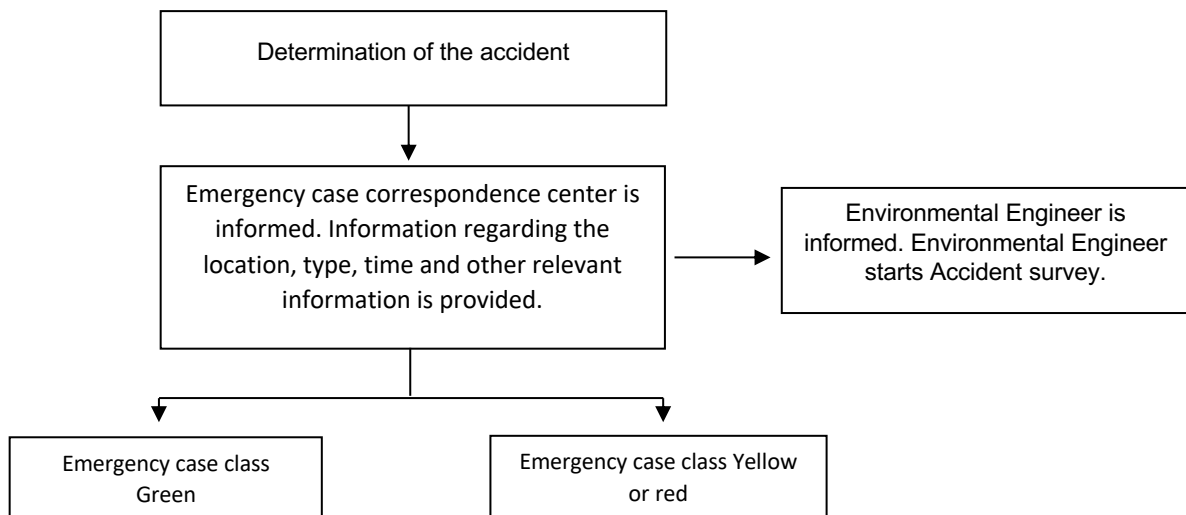 Determination of the accident
Emergency case correspondence center is
informed. Information regarding the
location, type, time and other relevant
information is provided.
Environmental Engineer is
informed. Environmental Engineer
starts Accident survey.
Emergency case class
Green
Emergency case class Yellow
or red